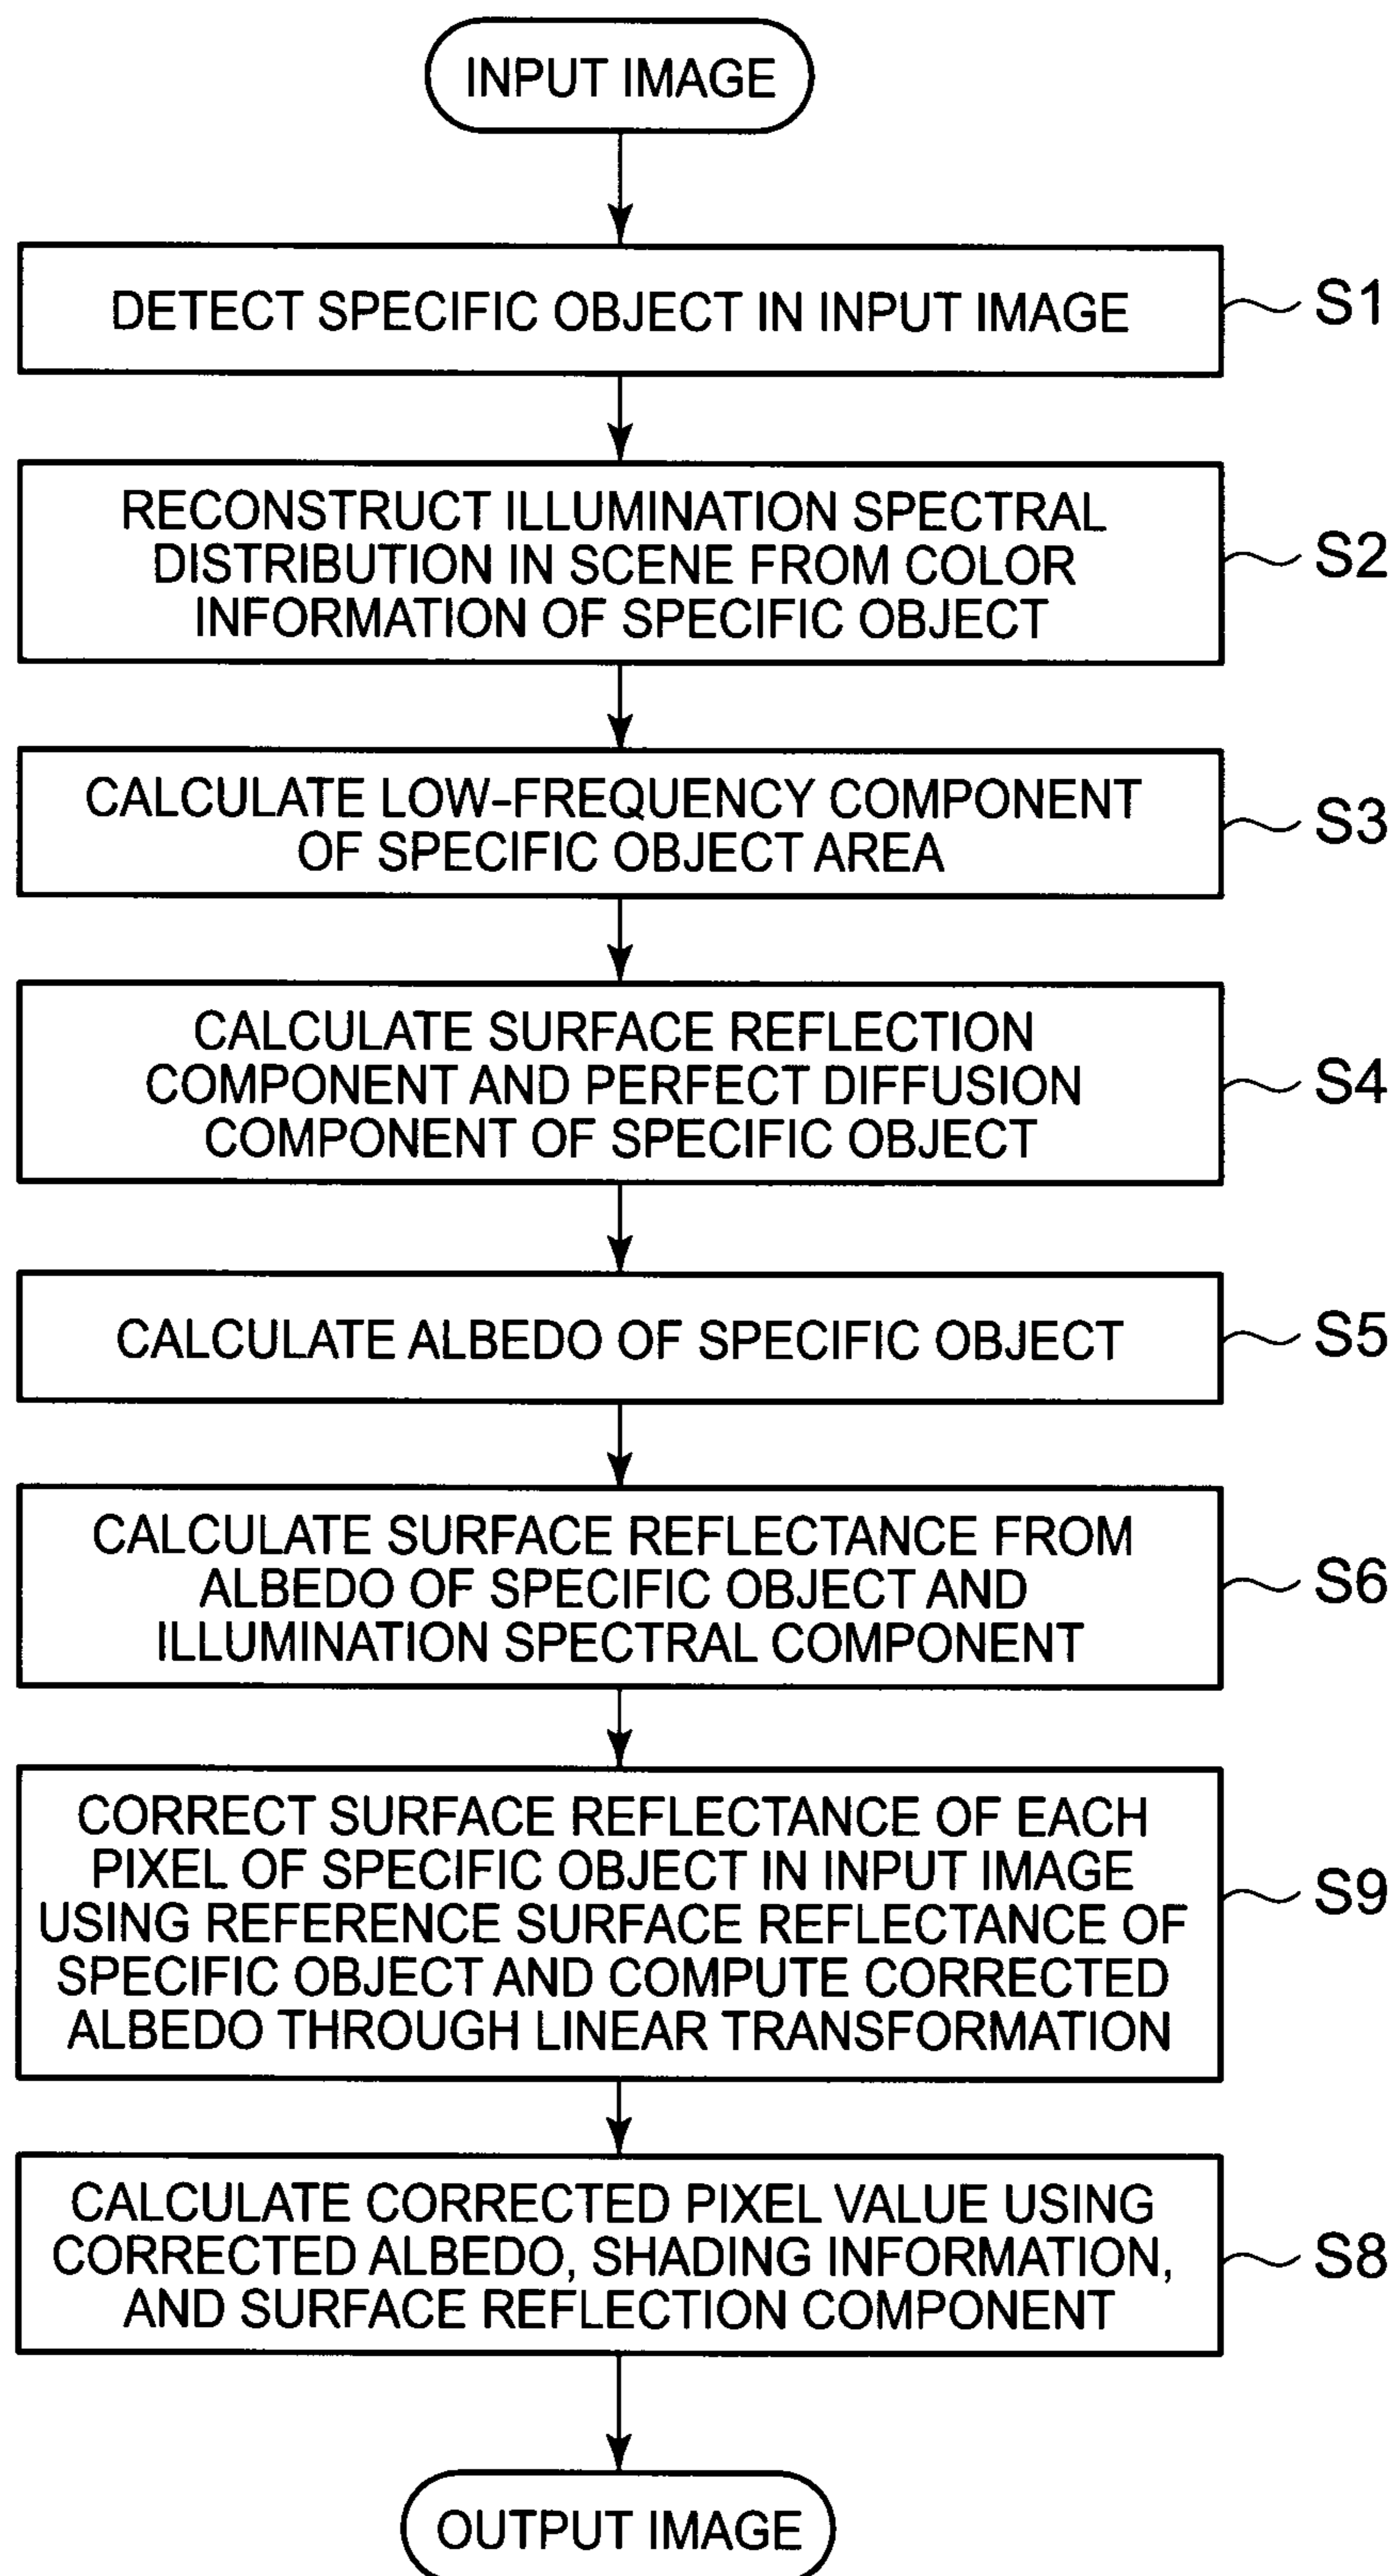 INPUT IMAGE
DETECT SPECIFIC OBJECT IN INPUT IMAGE
S1
RECONSTRUCT ILLUMINATION SPECTRAL
DISTRIBUTION IN SCENE FROM COLOR
INFORMATION OF SPECIFIC OBJECT
S2
CALCULATE LOW-FREQUENCY COMPONENT
OF SPECIFIC OBJECT AREA
S3
CALCULATE SURFACE REFLECTION
COMPONENT AND PERFECT DIFFUSION
COMPONENT OF SPECIFIC OBJECT
S4
CALCULATE ALBEDO OF SPECIFIC OBJECT
S5
CALCULATE SURFACE REFLECTANCE FROM
ALBEDO OF SPECIFIC OBJECT AND
ILLUMINATION SPECTRAL COMPONENT
S6
CORRECT SURFACE REFLECTANCE OF EACH
PIXEL OF SPECIFIC OBJECT IN INPUT IMAGE
USING REFERENCE SURFACE REFLECTANCE OF
SPECIFIC OBJECT AND COMPUTE CORRECTED
ALBEDO THROUGH LINEAR TRANSFORMATION
S9
CALCULATE CORRECTED PIXEL VALUE USING
CORRECTED ALBEDO, SHADING INFORMATION,
AND SURFACE REFLECTION COMPONENT
S8
OUTPUT IMAGE